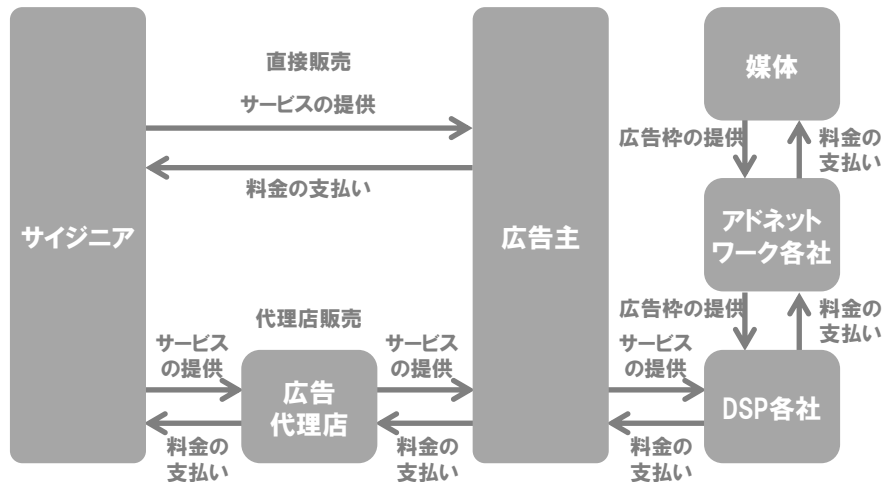 サイジニア
直接販売
サービスの提供
料金の支払い
代理店販売
サービス
の提供
料金の
支払い
広告
代理店
サービス
の提供
料金の
支払い
広告主
サービス
の提供
料金の
支払い
媒体
広告枠の提供
料金の
支払い
アドネット
ワーク各社
広告枠の提供
料金の
支払い
DSP各社